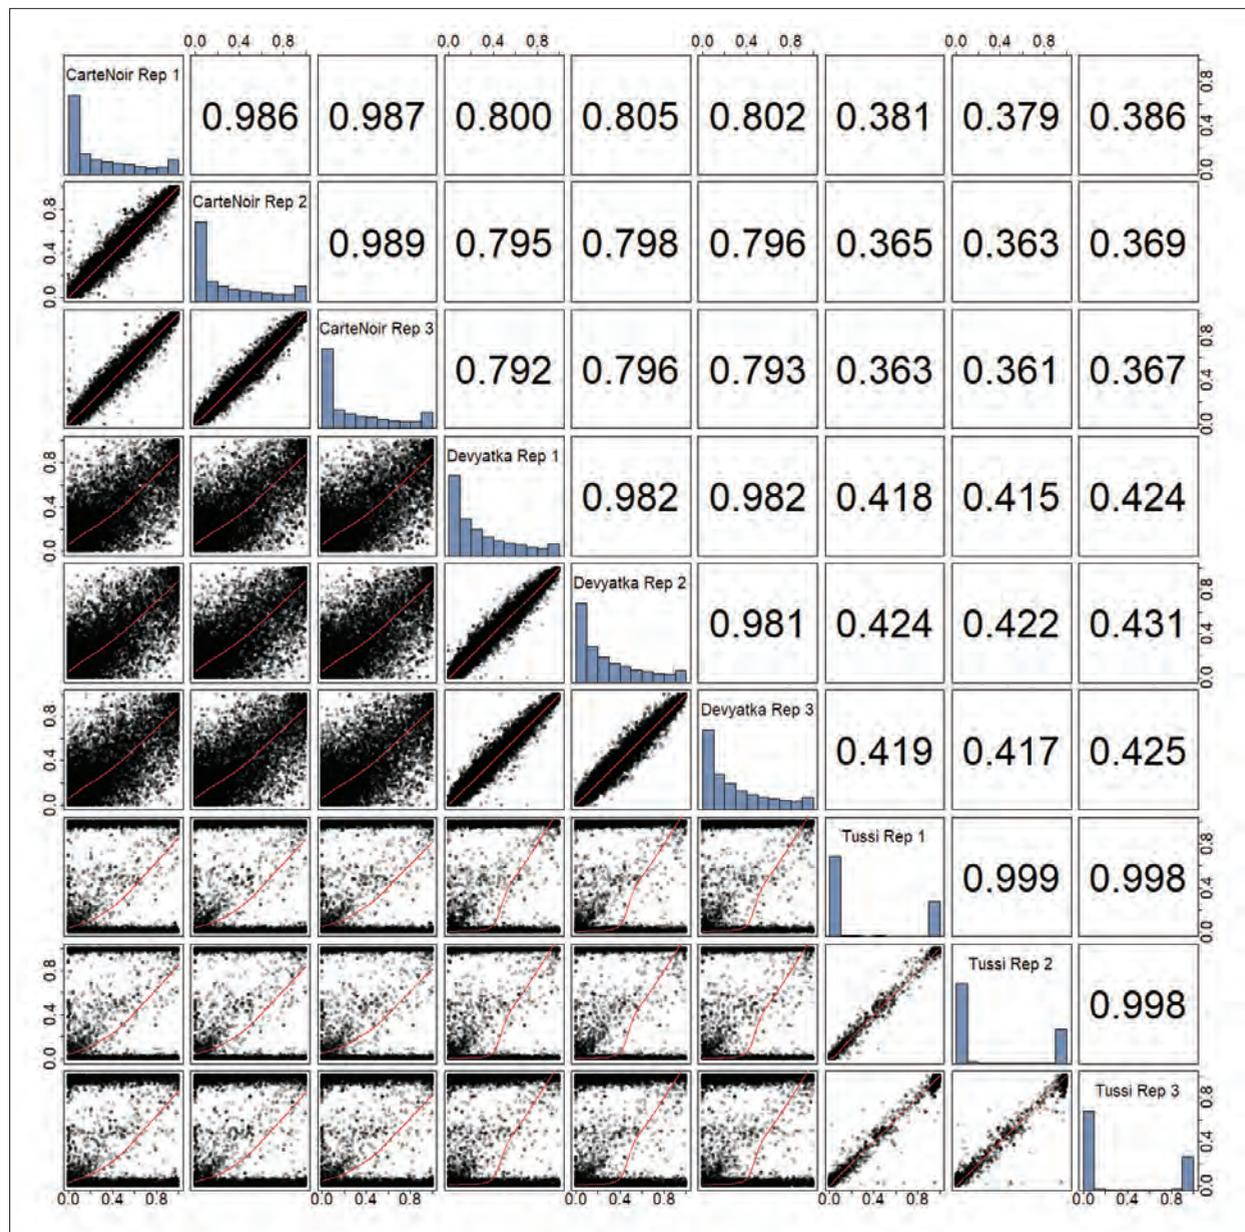 0.0 0.4 0.8 0.0 0.4 0.8 0.0 0.4 0.8 0.0 0.4 0.8
CarteNoir Rep 1 0.986 0.987 0.800 0.805 0.802 0.381 0.379 0.386 0.0 0.4 0.8
0.0 0.4 0.8 CarteNoir Rep 2 0.989 0.795 0.798 0.796 0.365 0.363 0.369
CarteNoir Rep 3 0.792 0.796 0.793 0.363 0.361 0.367 0.0 0.4 0.8
0.0 0.4 0.8 Devyatka Rep 1 0.982 0.982 0.418 0.415 0.424
Devyatka Rep 2 0.981 0.424 0.422 0.431 0.0 0.4 0.8
0.0 0.4 0.8 Devyatka Rep 3 0.419 0.417 0.425
Tussi Rep 1 0.999 0.998 0.0 0.4 0.8
0.0 0.4 0.8 Tussi Rep 2 0.998
Tussi Rep 3 0.0 0.4 0.8
0.0 0.4 0.8 0.0 0.4 0.8 0.0 0.4 0.8 0.0 0.4 0.8 0.0 0.4 0.8